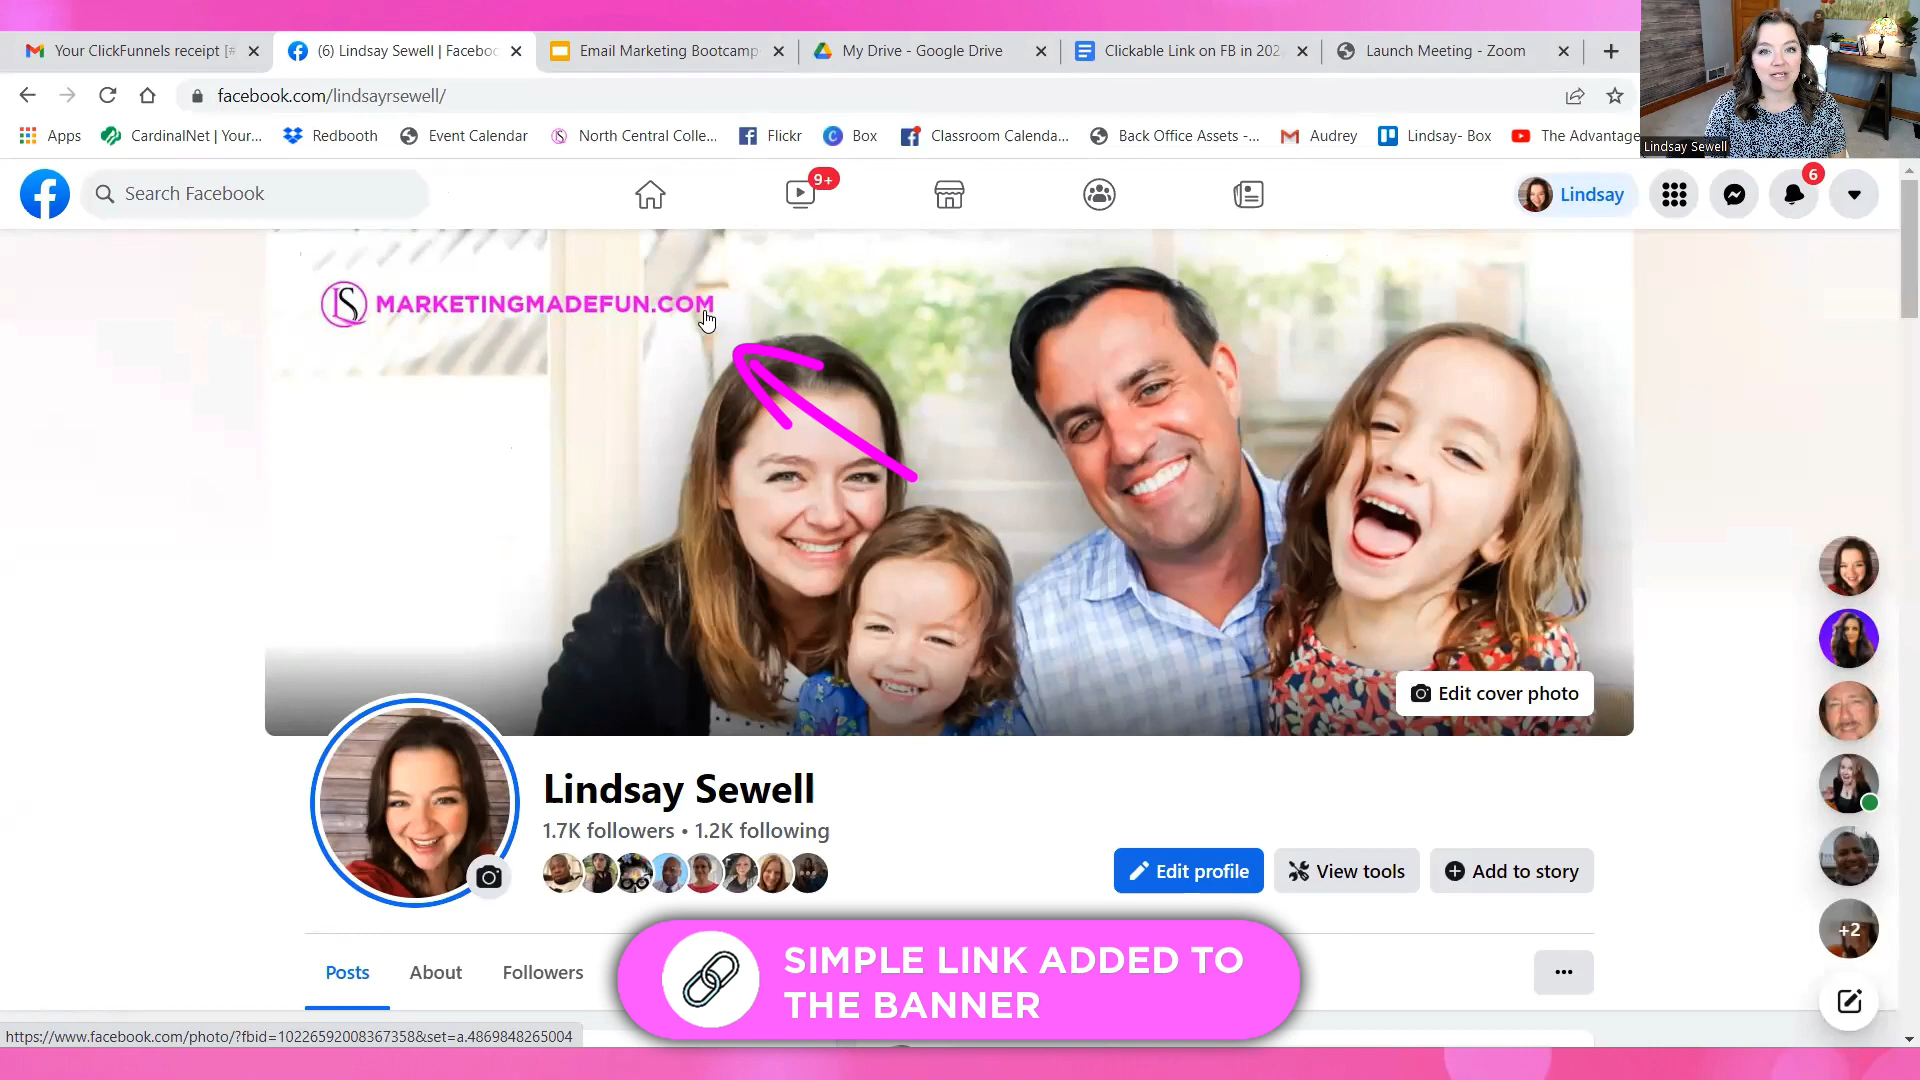 Your ClickFunnels receipt [#
(6) Lindsay Sewell | Faceboo
Email Marketing Bootcamp
My Drive - Google Drive
Clickable Link on FB in 202
Launch Meeting - Zoom
facebook.com/lindsayrsewell/
Apps
CardinalNet | Your...
Redbooth
Event Calendar
North Central Colle...
Flickr
Box
Classroom Calenda...
Back Office Assets -...
Audrey
Lindsay- Box
The Advantage
Lindsay Sewell
Search Facebook
9+
Lindsay
6
LS MARKETINGMADEFUN.COM
Edit cover photo
Lindsay Sewell
1.7K followers • 1.2K following
Edit profile
View tools
Add to story
+2
Posts
About
Followers
SIMPLE LINK ADDED TO
THE BANNER
https://www.facebook.com/photo/?fbid=10226592008367358&set=a.4869848265004